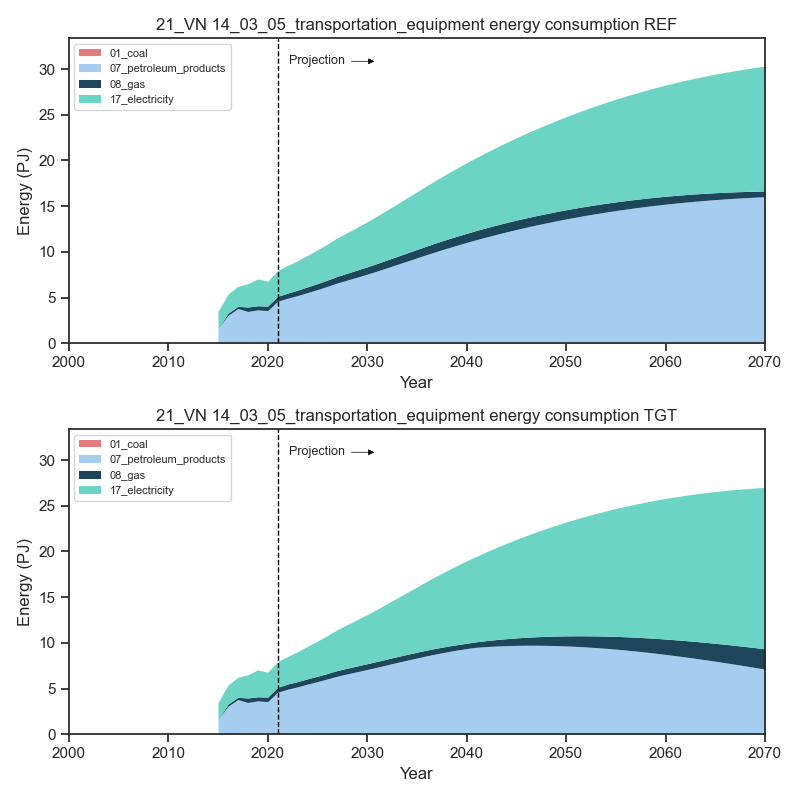 21_VN 14_03_05_transportation_equipment energy consumption REF
01_coal
07_petroleum_products
08_gas
17_electricity
Projection
Energy (PJ)
30
25
20
15
10
5
0
2000 2010 2020 2030 2040 2050 2060 2070
Year
21_VN 14_03_05_transportation_equipment energy consumption TGT
01_coal
07_petroleum_products
08_gas
17_electricity
Projection
Energy (PJ)
30
25
20
15
10
5
0
2000 2010 2020 2030 2040 2050 2060 2070
Year